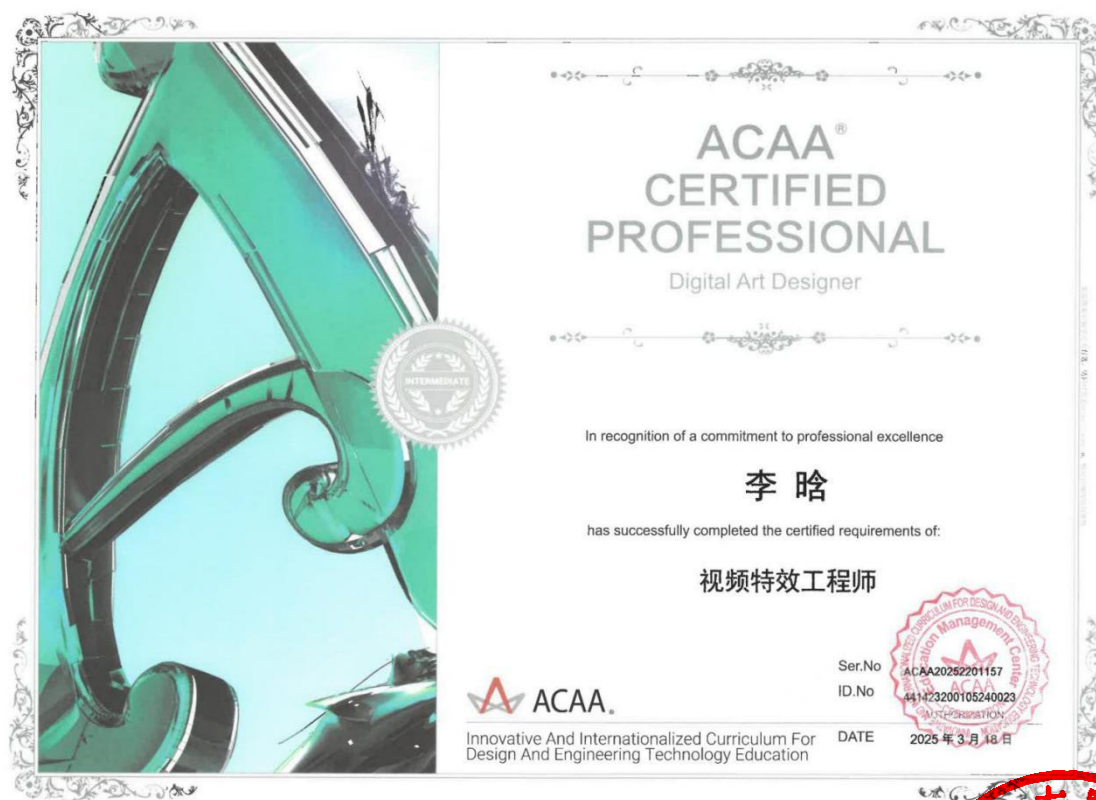 ACAA®
CERTIFIED
PROFESSIONAL
Digital Art Designer
INTERMEDIATE
In recognition of a commitment to professional excellence
李 晗
has successfully completed the certified requirements of:
视频特效工程师
Ser.No ACAA20252201157
ID.No 441423200105240023
DATE 2025 年 3 月 18 日
ACAA.
Innovative And Internationalized Curriculum For
Design And Engineering Technology Education
Education Management Center
ACAA
AUTHORIZATION